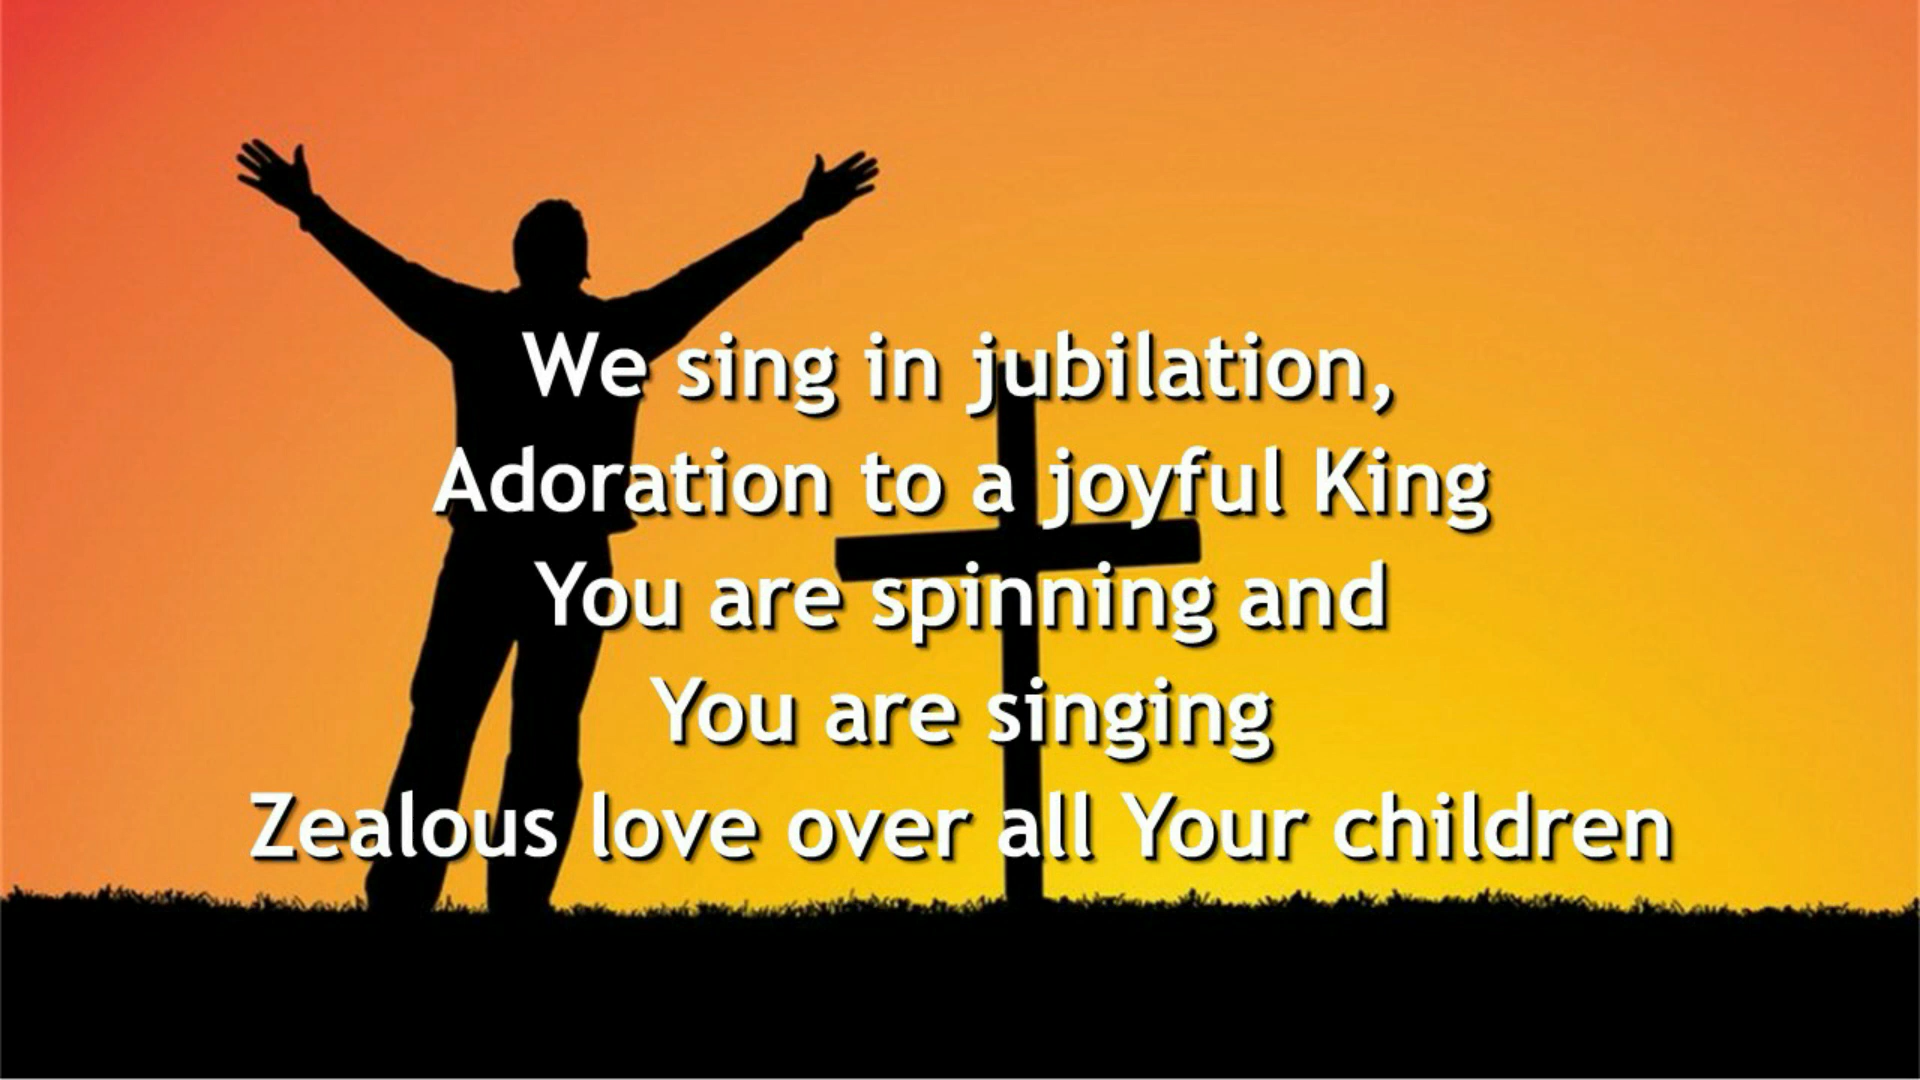 We sing in jubilation,
Adoration to a joyful King
You are spinning and
You are singing
Zealous love over all Your children